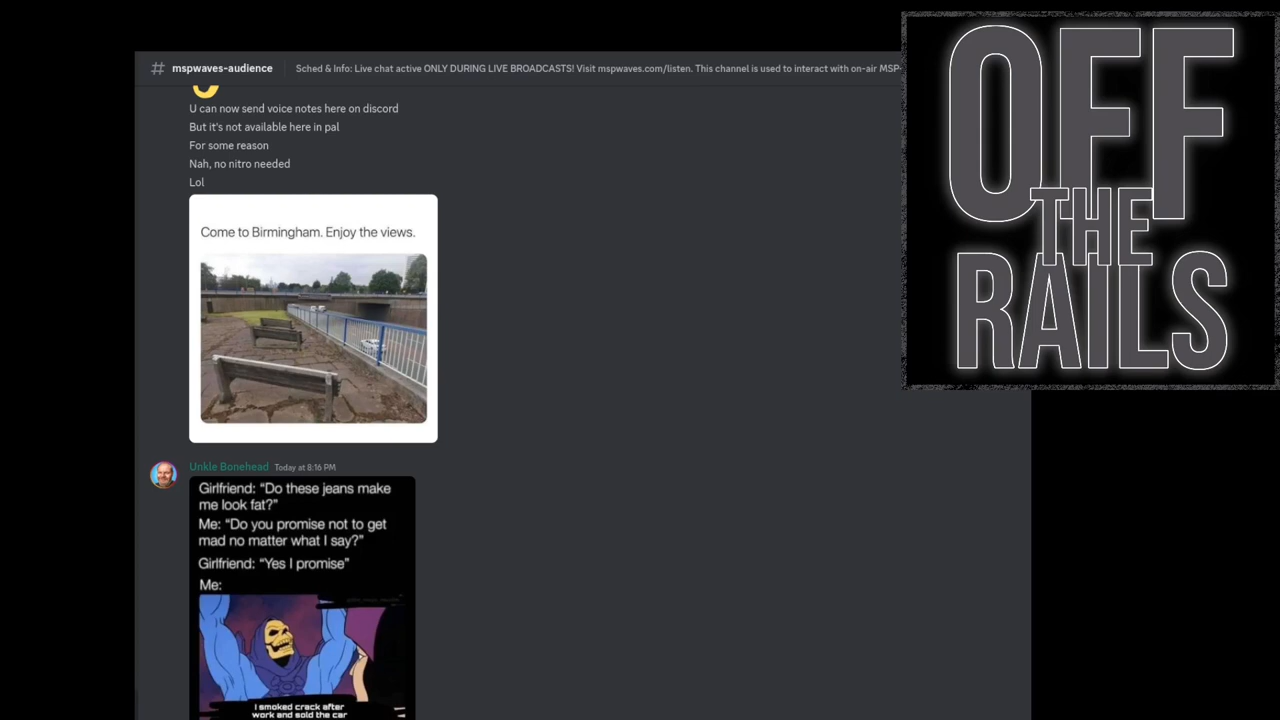 # mspwaves-audience
Sched & Info: Live chat active ONLY DURING LIVE BROADCASTS! Visit mspwaves.com/listen. This channel is used to interact with on-air MSP-
OFF
THE
RAILS
U can now send voice notes here on discord
But it's not available here in pal
For some reason
Nah, no nitro needed
Lol
Come to Birmingham. Enjoy the views.
Unkle Bonehead Today at 8:16 PM
Girlfriend: “Do these jeans make
me look fat?”
Me: “Do you promise not to get
mad no matter what I say?”
Girlfriend: “Yes I promise”
Me:
I smoked crack after
work and sold the car